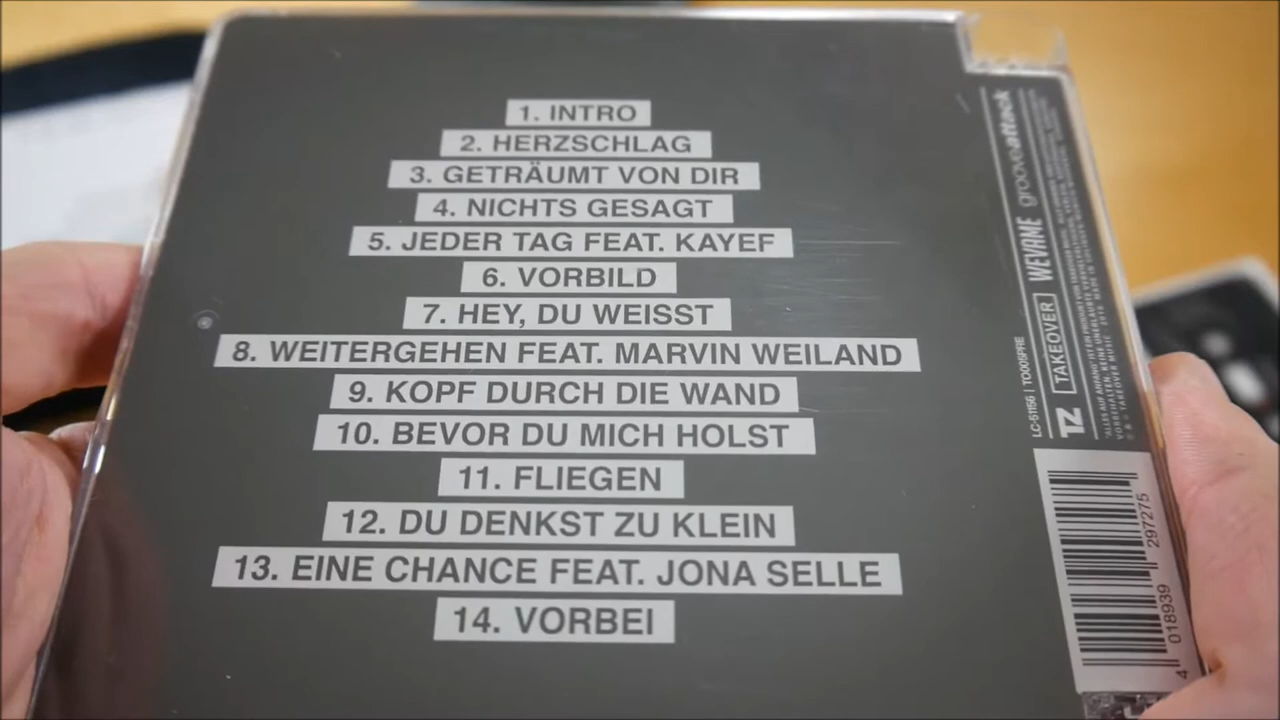 1. INTRO
2. HERZSCHLAG
3. GETRÄUMT VON DIR
4. NICHTS GESAGT
5. JEDER TAG FEAT. KAYEF
6. VORBILD
7. HEY, DU WEISST
8. WEITERGEHEN FEAT. MARVIN WEILAND
9. KOPF DURCH DIE WAND
10. BEVOR DU MICH HOLST
11. FLIEGEN
12. DU DENKST ZU KLEIN
13. EINE CHANCE FEAT. JONA SELLE
14. VORBEI
LC-51156 | TO005PRE
TZ TAKEOVER WEVRME grooveattack
4 018939 297275